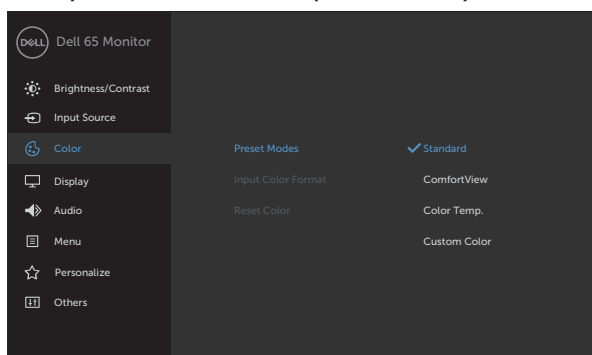 DELL
Dell 65 Monitor
Brightness/Contrast
Input Source
Color
Preset Modes
Standard
Display
Input Color Format
ComfortView
Audio
Reset Color
Color Temp.
Menu
Custom Color
Personalize
Others